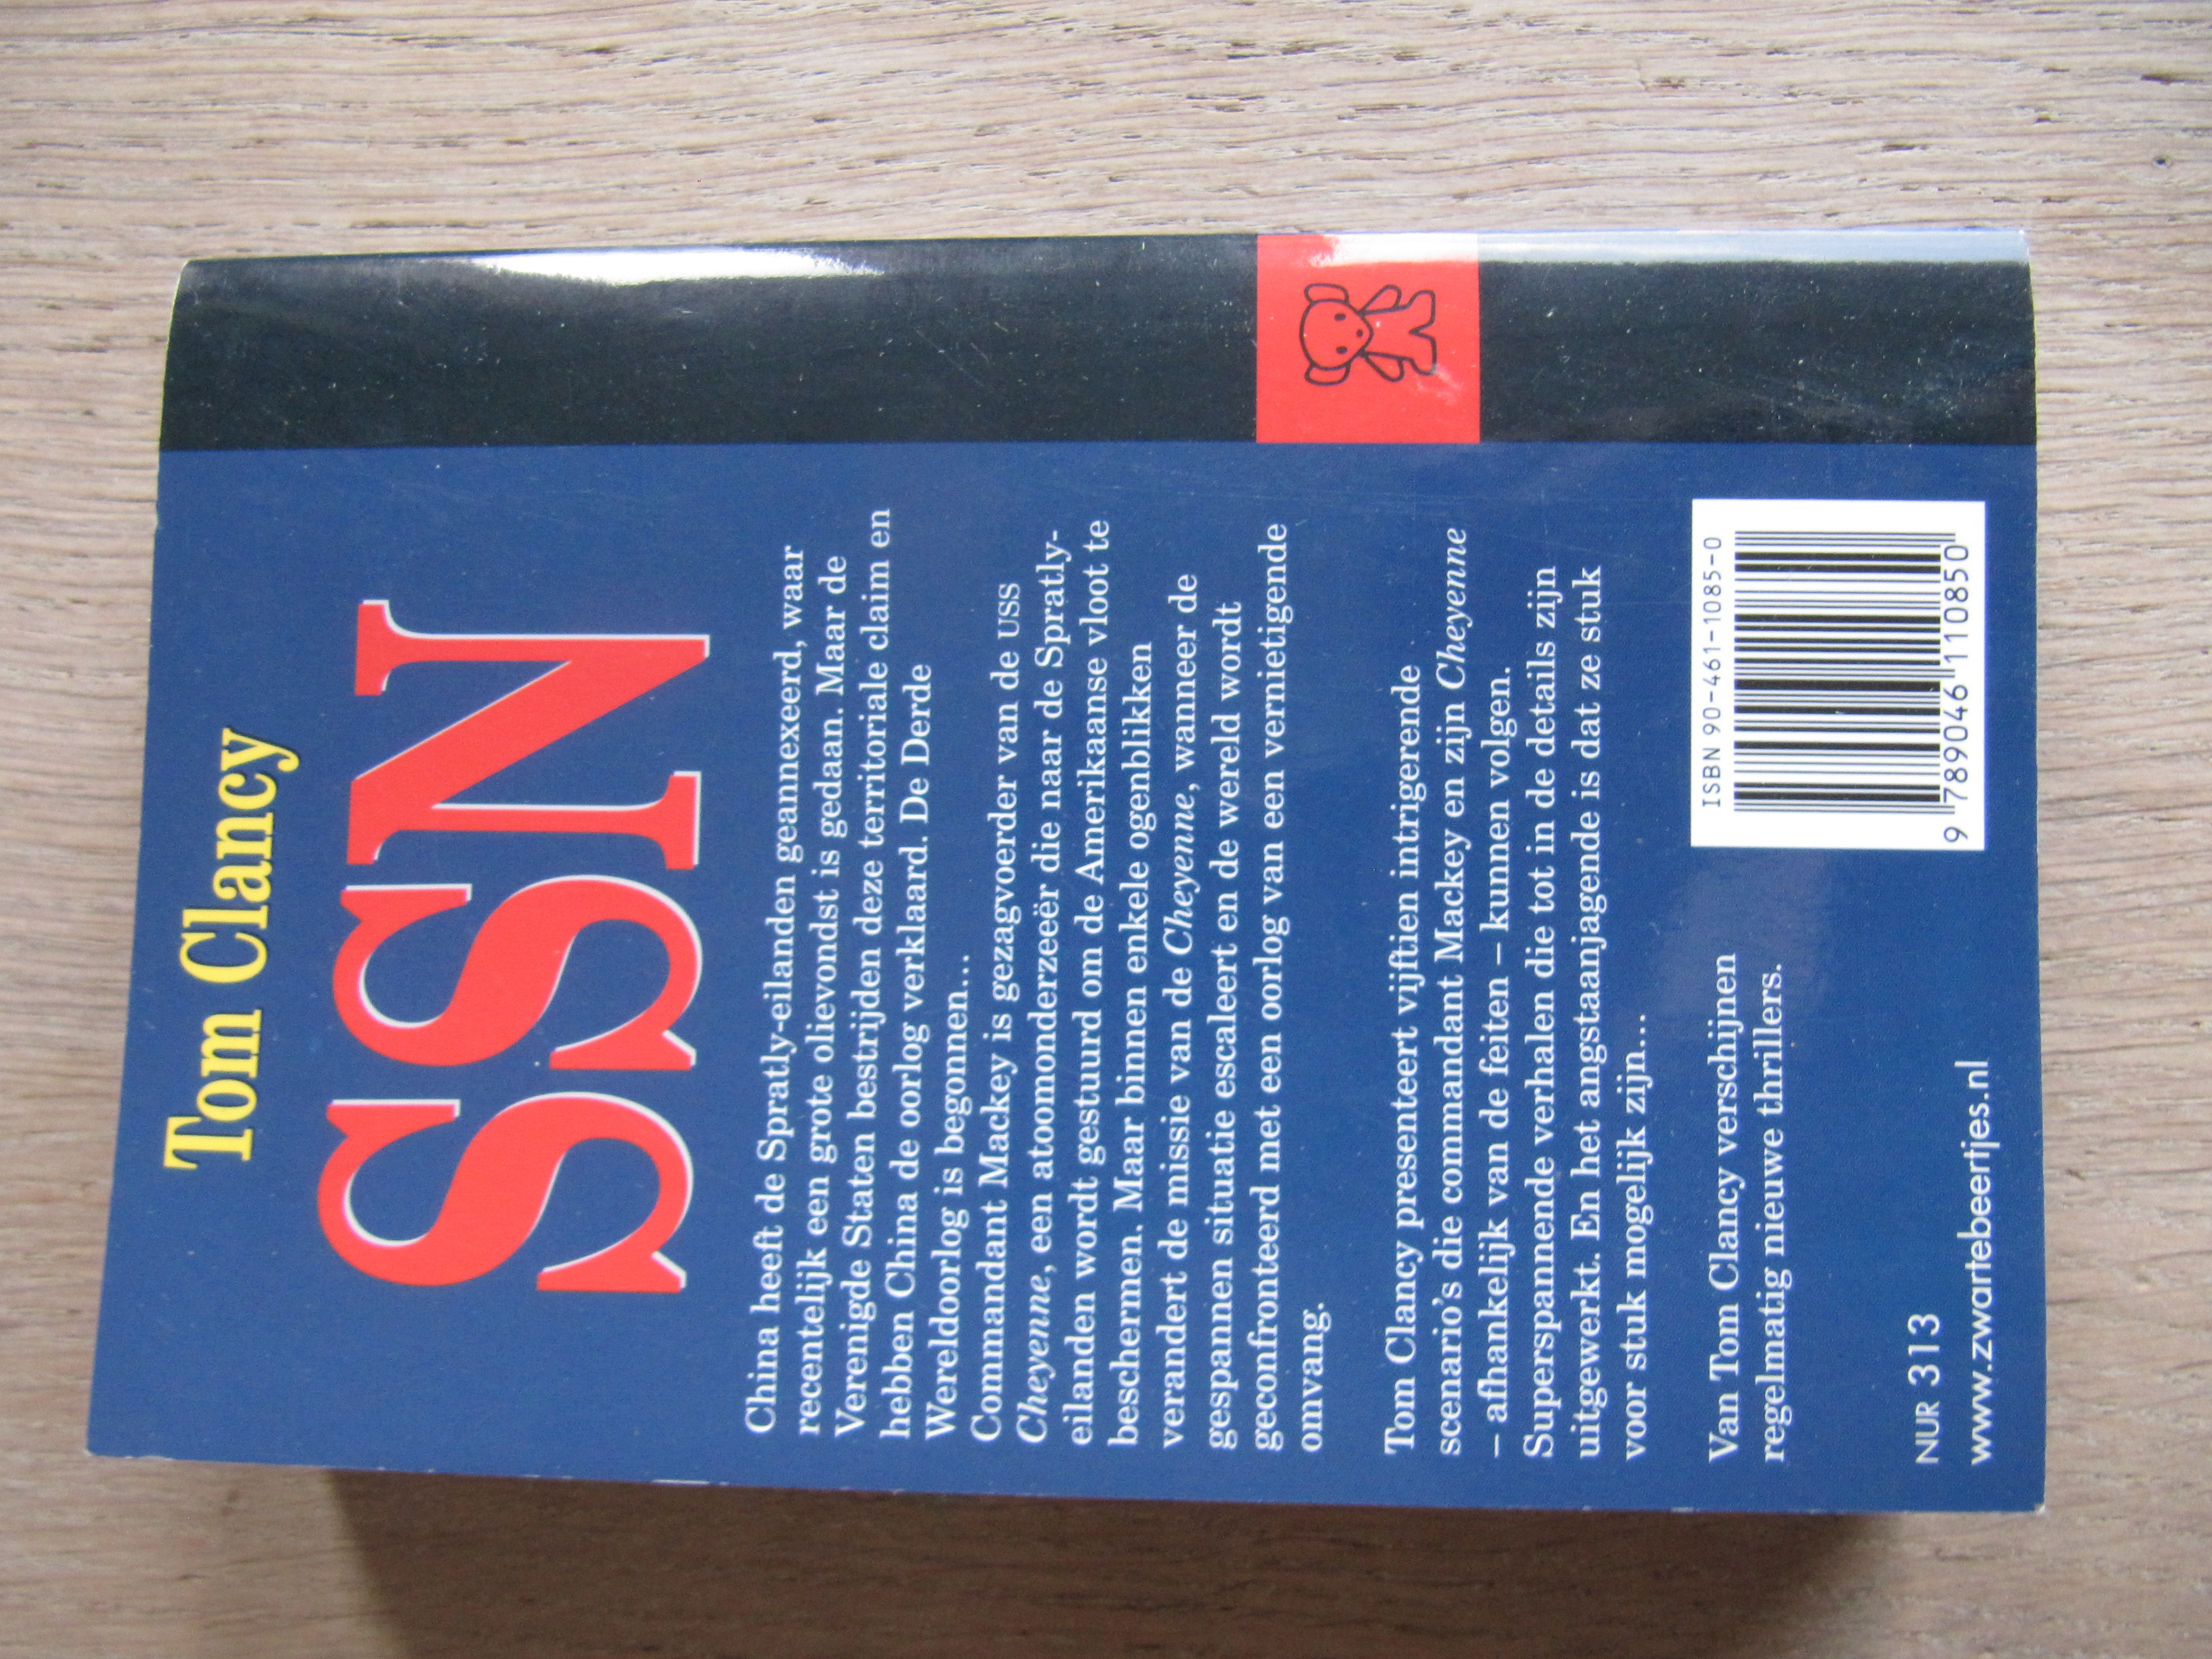 Tom Clancy
SSN
China heeft de Spratly-eilanden geannexeerd, waar
recentelijk een grote olievondst is gedaan. Maar de
Verenigde Staten bestrijden deze territoriale claim en
hebben China de oorlog verklaard. De Derde
Wereldoorlog is begonnen...
Commandant Mackey is gezagvoerder van de USS
Cheyenne, een atoomonderzeeër die naar de Spratly-
eilanden wordt gestuurd om de Amerikaanse vloot te
beschermen. Maar binnen enkele ogenblikken
verandert de missie van de Cheyenne, wanneer de
gespannen situatie escaleert en de wereld wordt
geconfronteerd met een oorlog van een vernietigende
omvang.
Tom Clancy presenteert vijftien intrigerende
scenario's die commandant Mackey en zijn Cheyenne
– afhankelijk van de feiten – kunnen volgen.
Superspannende verhalen die tot in de details zijn
uitgewerkt. En het angstaanjagende is dat ze stuk
voor stuk mogelijk zijn...
Van Tom Clancy verschijnen
regelmatig nieuwe thrillers.
ISBN 90-461-1085-0
9 789046 110850
NUR 313
www.zwartebeertjes.nl